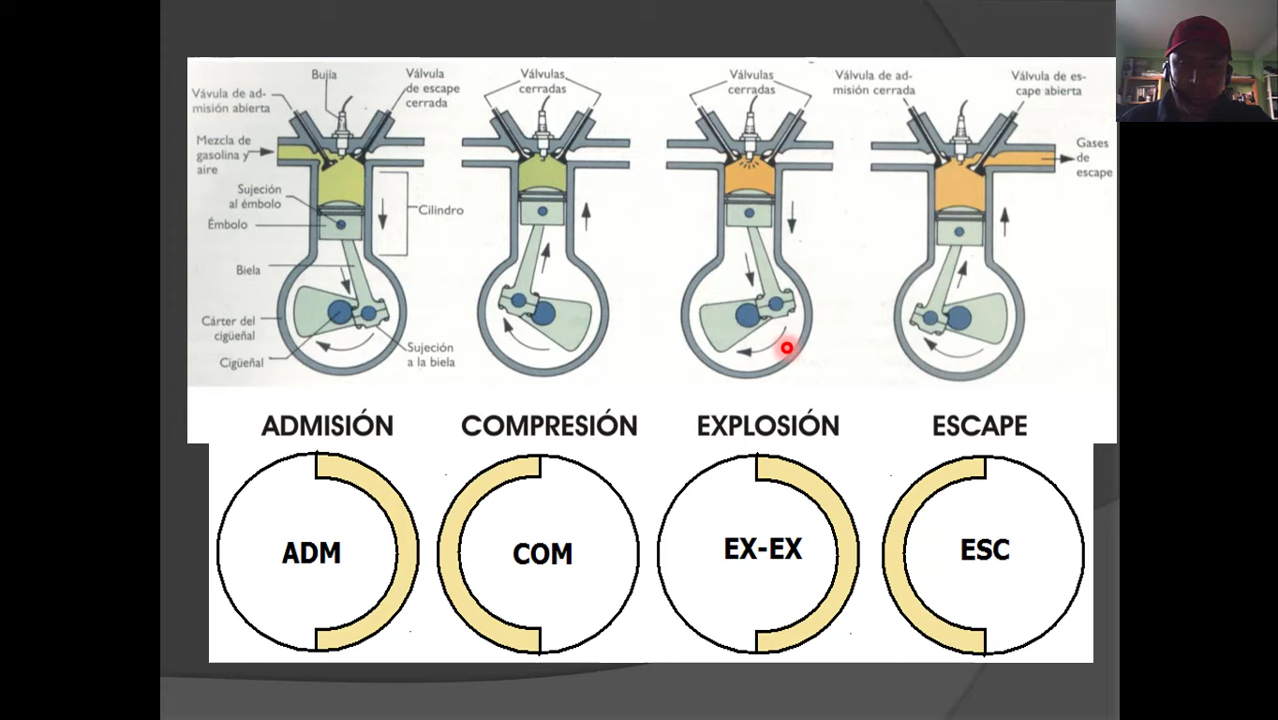 Bujía
Vávula de ad-
misión abierta
Válvula
de escape
cerrada
Mezcla de
gasolina y
aire
Sujeción
al émbolo
Émbolo
Cilindro
Biela
Cárter del
cigüeñal
Cigüeñal
Sujeción
a la biela
Válvulas
cerradas
Válvulas
cerradas
Válvula de ad-
misión cerrada
Válvula de es-
cape abierta
Gases
de
escape
ADMISIÓN
COMPRESIÓN
EXPLOSIÓN
ESCAPE
ADM
COM
EX-EX
ESC